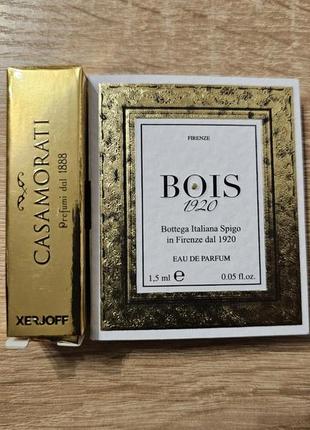 CASAMORATI
Profumi dal 1888
XERJOFF
FIRENZE
BOIS
1920
Bottega Italiana Spigo
in Firenze dal 1920
EAU DE PARFUM
1,5 ml ℮ 0.05 fl.oz.